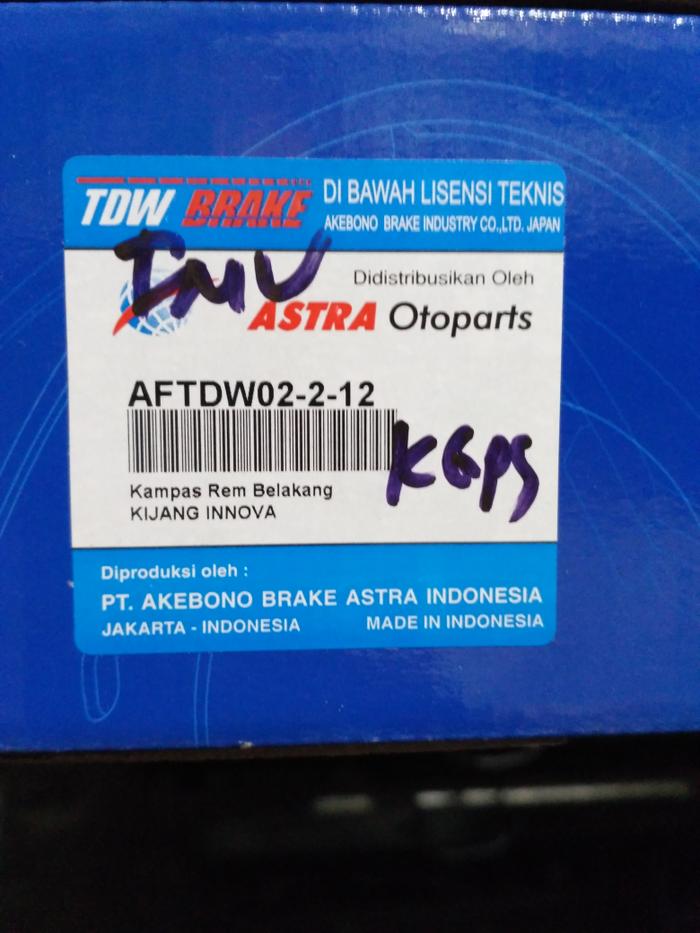 TDW BRAKE
DI BAWAH LISENSI TEKNIS
AKEBONO BRAKE INDUSTRY CO.,LTD. JAPAN
INU
Didistribusikan Oleh
ASTRA Otoparts
AFTDW02-2-12
KGPS
Kampas Rem Belakang
KIJANG INNOVA
Diproduksi oleh :
PT. AKEBONO BRAKE ASTRA INDONESIA
JAKARTA - INDONESIA MADE IN INDONESIA